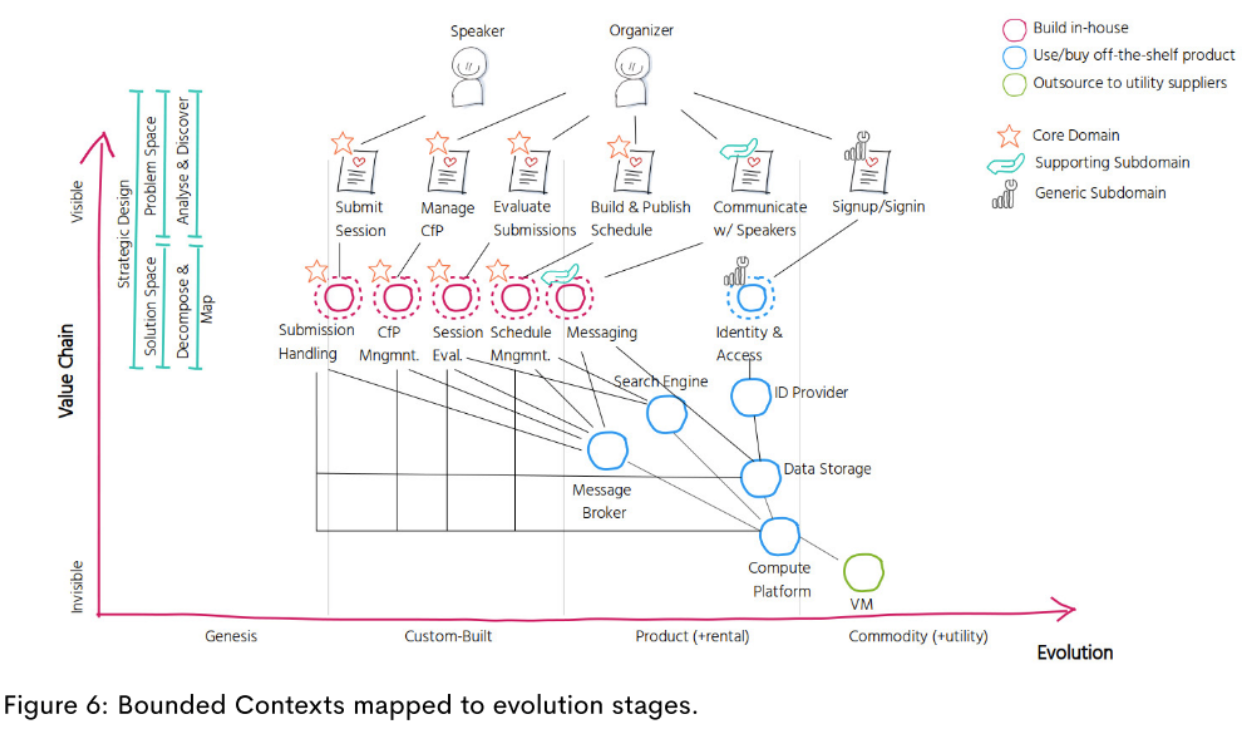 Speaker
Organizer
Build in-house
Use/buy off-the-shelf product
Outsource to utility suppliers
Core Domain
Supporting Subdomain
Generic Subdomain
Value Chain
Visible
Invisible
Strategic Design
Problem Space
Solution Space
Analyse & Discover
Decompose &
Map
Submit
Session
Manage
CfP
Evaluate
Submissions
Build & Publish
Schedule
Communicate
w/ Speakers
Signup/Signin
Submission
Handling
CfP
Mngmnt.
Session
Eval.
Schedule
Mngmnt.
Messaging
Identity &
Access
Search Engine
ID Provider
Data Storage
Message
Broker
Compute
Platform
VM
Genesis
Custom-Built
Product (+rental)
Commodity (+utility)
Evolution
Figure 6: Bounded Contexts mapped to evolution stages.